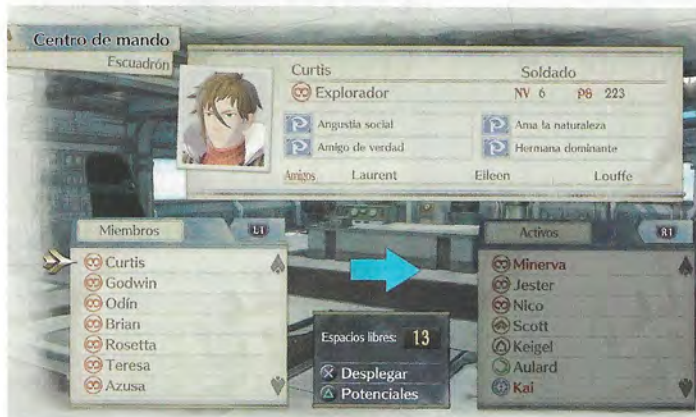 Centro de mando
Escuadrón
Curtis Soldado
Explorador NV 6 PS 223
Angustia social Ama la naturaleza
Amigo de verdad Hermana dominante
Amigos Laurent Eileen Louffe
Miembros L1
Curtis
Godwin
Odín
Brian
Rosetta
Teresa
Azusa
Espacios libres: 13
Desplegar
Potenciales
Activos R1
Minerva
Jester
Nico
Scott
Keigel
Aulard
Kai